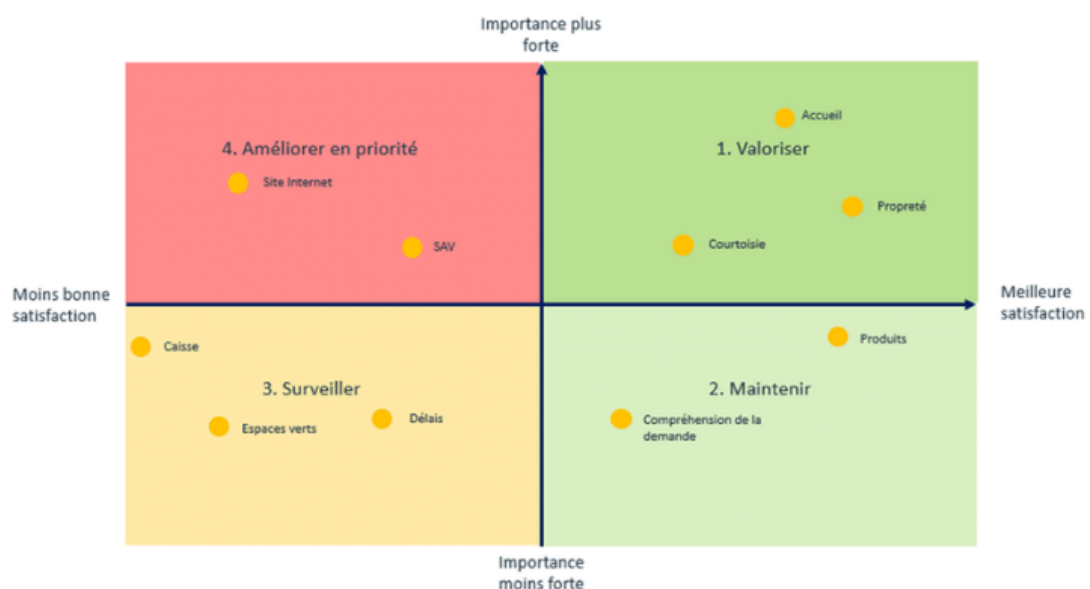 Importance plus
forte
4. Améliorer en priorité
1. Valoriser
Accueil
Site Internet
Propreté
SAV
Courtoisie
Moins bonne
satisfaction
Meilleure
satisfaction
Caisse
Produits
3. Surveiller
2. Maintenir
Espaces verts
Délais
Compréhension de la
demande
Importance
moins forte